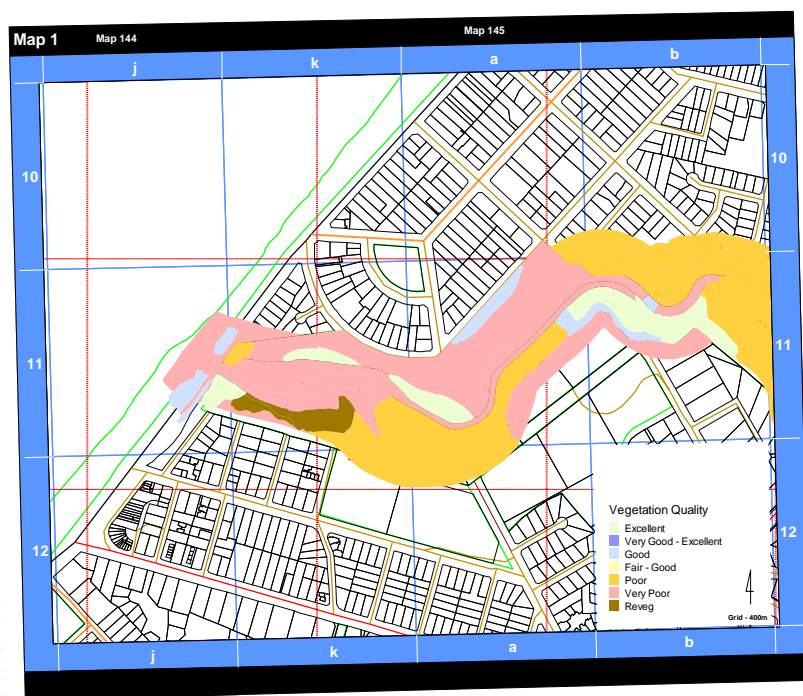 Map 1 Map 144 Map 145
j k a b
10 10
11 11
12 12
Vegetation Quality
Excellent
Very Good - Excellent
Good
Fair - Good
Poor
Very Poor
Reveg
Grid - 400m
j k a b